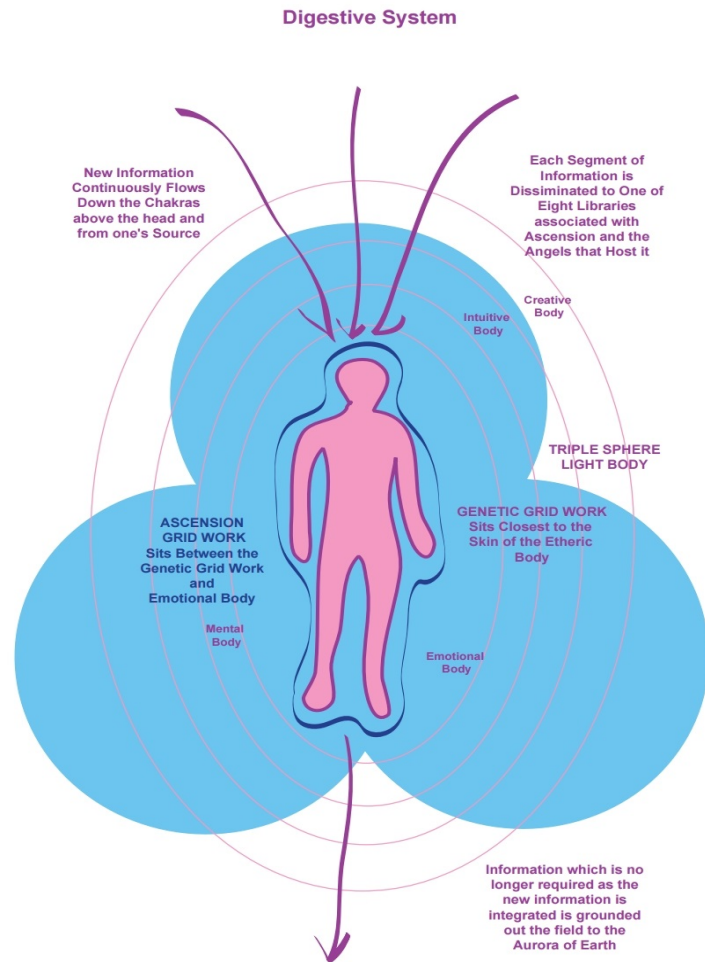 Digestive System
New Information
Continuously Flows
Down the Chakras
above the head and
from one's Source
Each Segment of
Information is
Dissiminated to One of
Eight Libraries
associated with
Ascension and the
Angels that Host it
Creative
Body
Intuitive
Body
TRIPLE SPHERE
LIGHT BODY
ASCENSION
GRID WORK
Sits Between the
Genetic Grid Work
and
Emotional Body
GENETIC GRID WORK
Sits Closest to the
Skin of the Etheric
Body
Mental
Body
Emotional
Body
Information which is no
longer required as the
new information is
integrated is grounded
out the field to the
Aurora of Earth